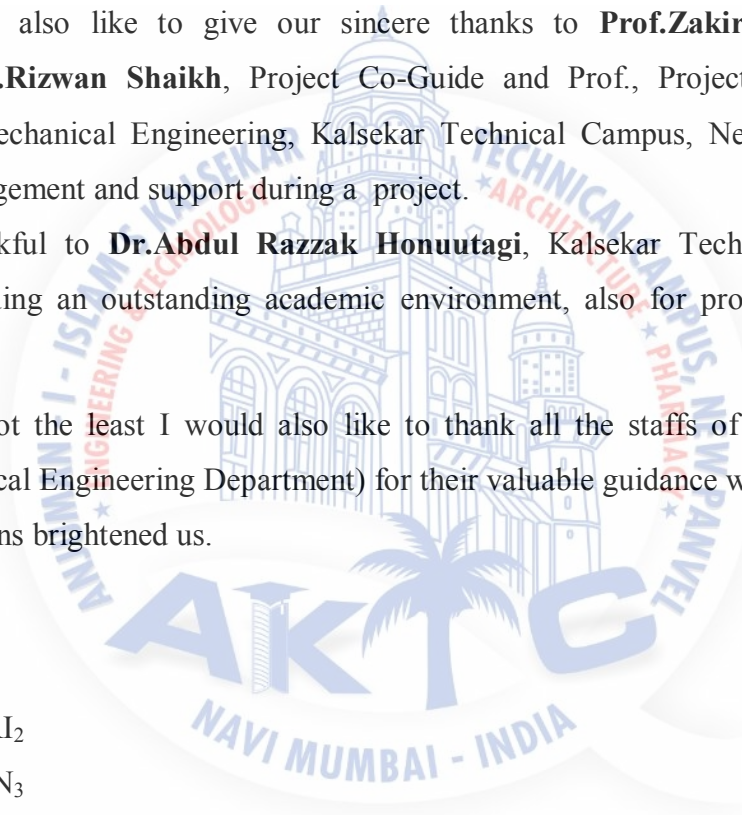 also like to give our sincere thanks to Prof.Zakir
.Rizwan Shaikh, Project Co-Guide and Prof., Project
echanical Engineering, Kalsekar Technical Campus, Ne
gement and support during a project.
kful to Dr.Abdul Razzak Honuutagi, Kalsekar Tech
ing an outstanding academic environment, also for pro
ot the least I would also like to thank all the staffs of
cal Engineering Department) for their valuable guidance w
ns brightened us.
I₂
N₃
ANJUMAN - I - ISLAM KALSEKAR TECHNICAL CAMPUS, NEW PANVEL
ENGINEERING & TECHNOLOGY * ARCHITECTURE * PHARMACY *
AKTC
NAVI MUMBAI - INDIA